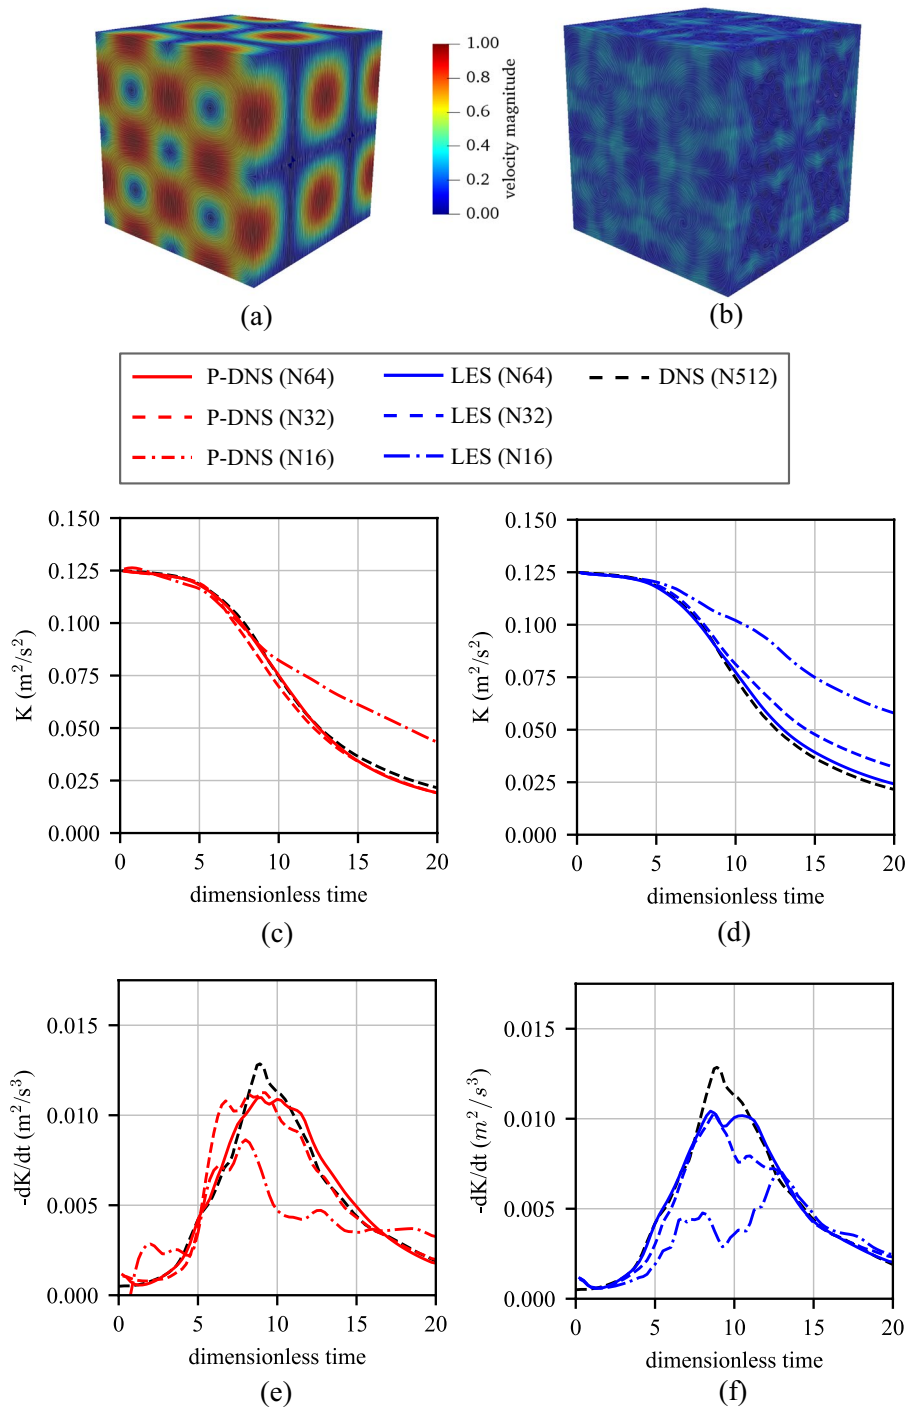 1.00
0.8
0.6
0.4
0.2
0.00
velocity magnitude
(a)
(b)
P-DNS (N64)
LES (N64)
DNS (N512)
P-DNS (N32)
LES (N32)
P-DNS (N16)
LES (N16)
0.150
0.125
0.100
0.075
0.050
0.025
0.000
K (m²/s²)
0
5
10
15
20
dimensionless time
(c)
0.150
0.125
0.100
0.075
0.050
0.025
0.000
K (m²/s²)
0
5
10
15
20
dimensionless time
(d)
0.015
0.010
0.005
0.000
-dK/dt (m²/s³)
0
5
10
15
20
dimensionless time
(e)
0.015
0.010
0.005
0.000
-dK/dt (m²/s³)
0
5
10
15
20
dimensionless time
(f)